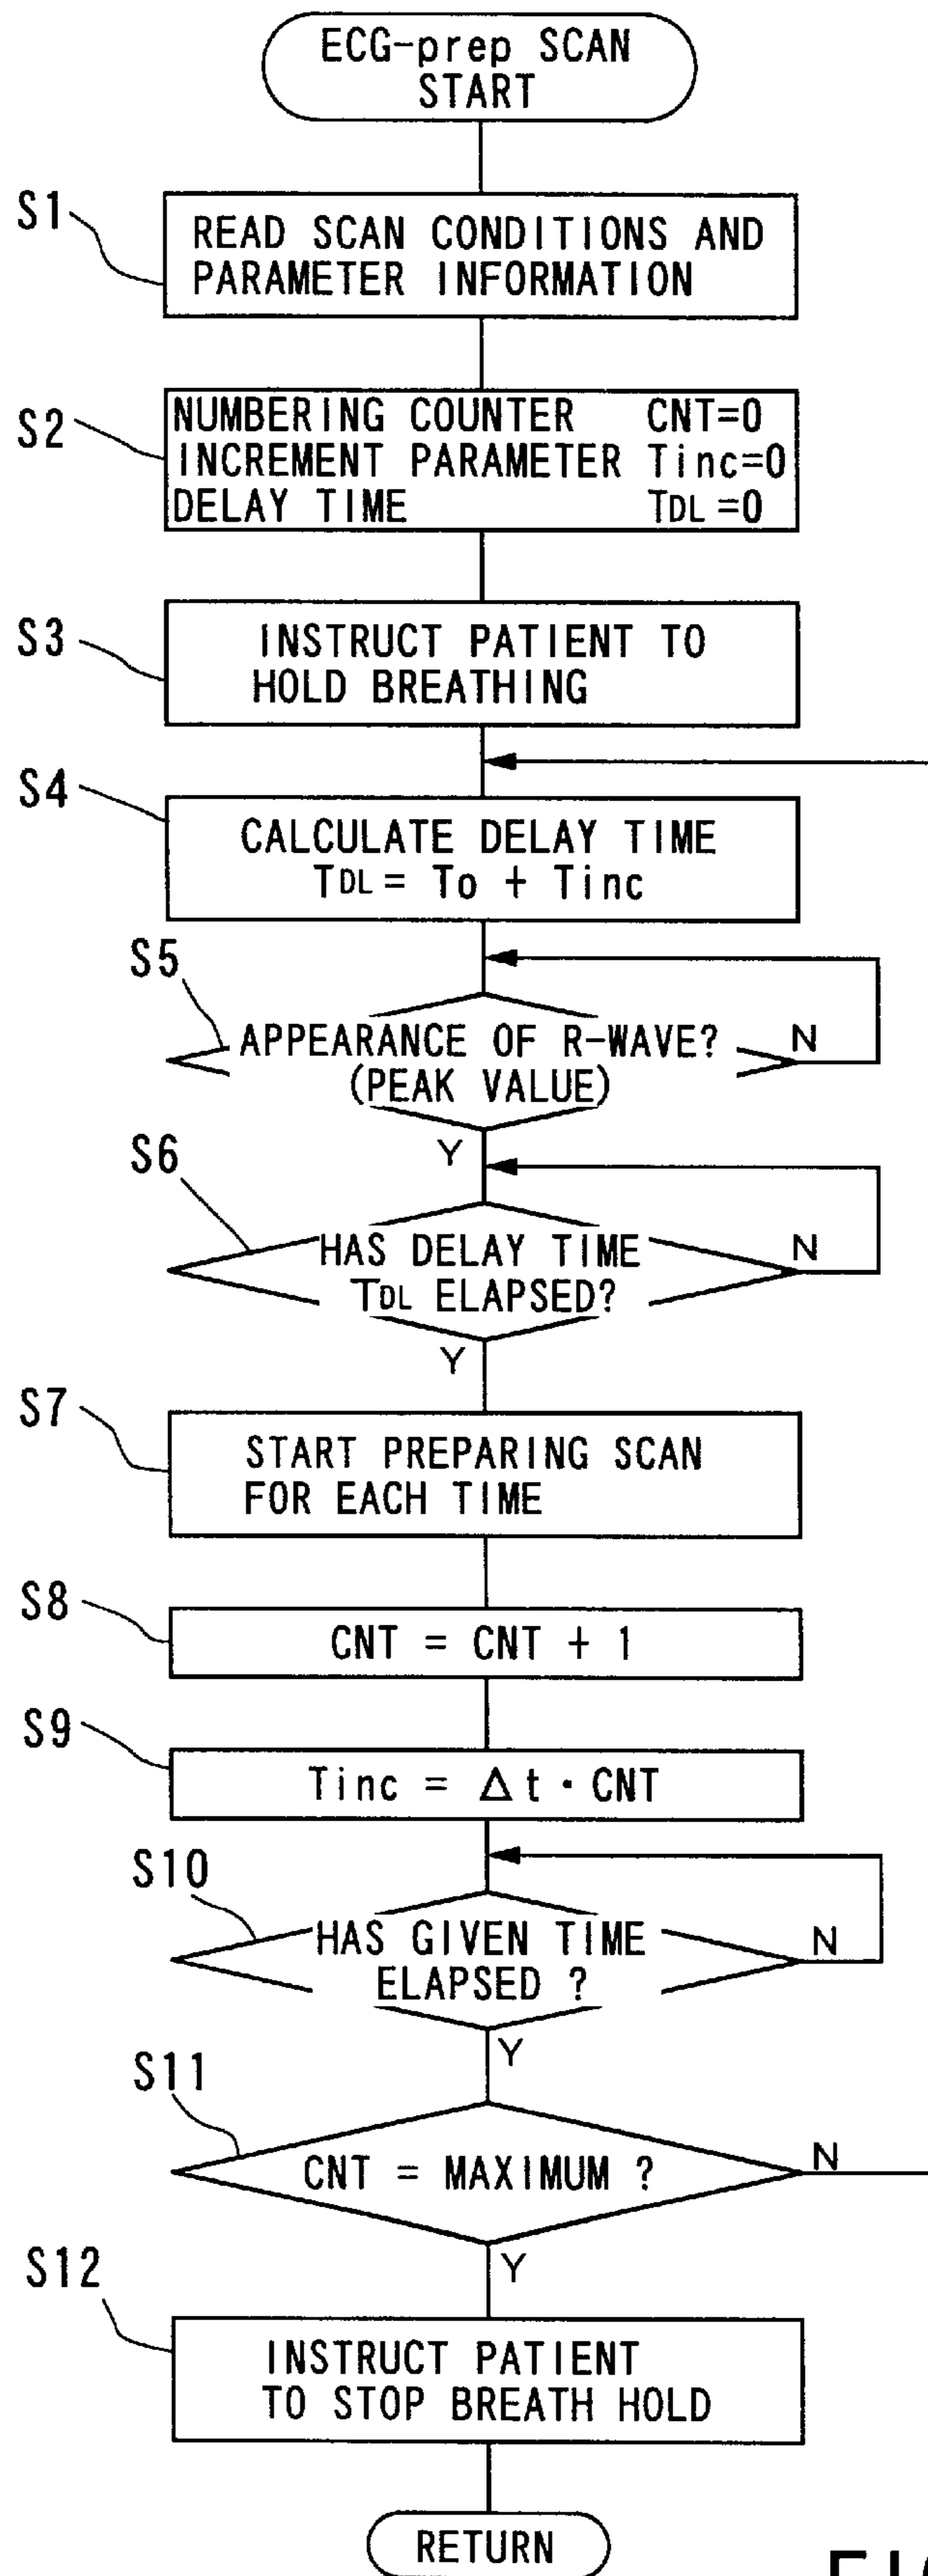 ECG-prep SCAN
START
S1
READ SCAN CONDITIONS AND
PARAMETER INFORMATION
S2
NUMBERING COUNTER CNT=0
INCREMENT PARAMETER Tinc=0
DELAY TIME TDL=0
S3
INSTRUCT PATIENT TO
HOLD BREATHING
S4
CALCULATE DELAY TIME
TDL = To + Tinc
S5
APPEARANCE OF R-WAVE?
(PEAK VALUE)
N
Y
S6
HAS DELAY TIME
TDL ELAPSED?
N
Y
S7
START PREPARING SCAN
FOR EACH TIME
S8
CNT = CNT + 1
S9
Tinc = Δt · CNT
S10
HAS GIVEN TIME
ELAPSED ?
N
Y
S11
CNT = MAXIMUM ?
N
Y
S12
INSTRUCT PATIENT
TO STOP BREATH HOLD
RETURN